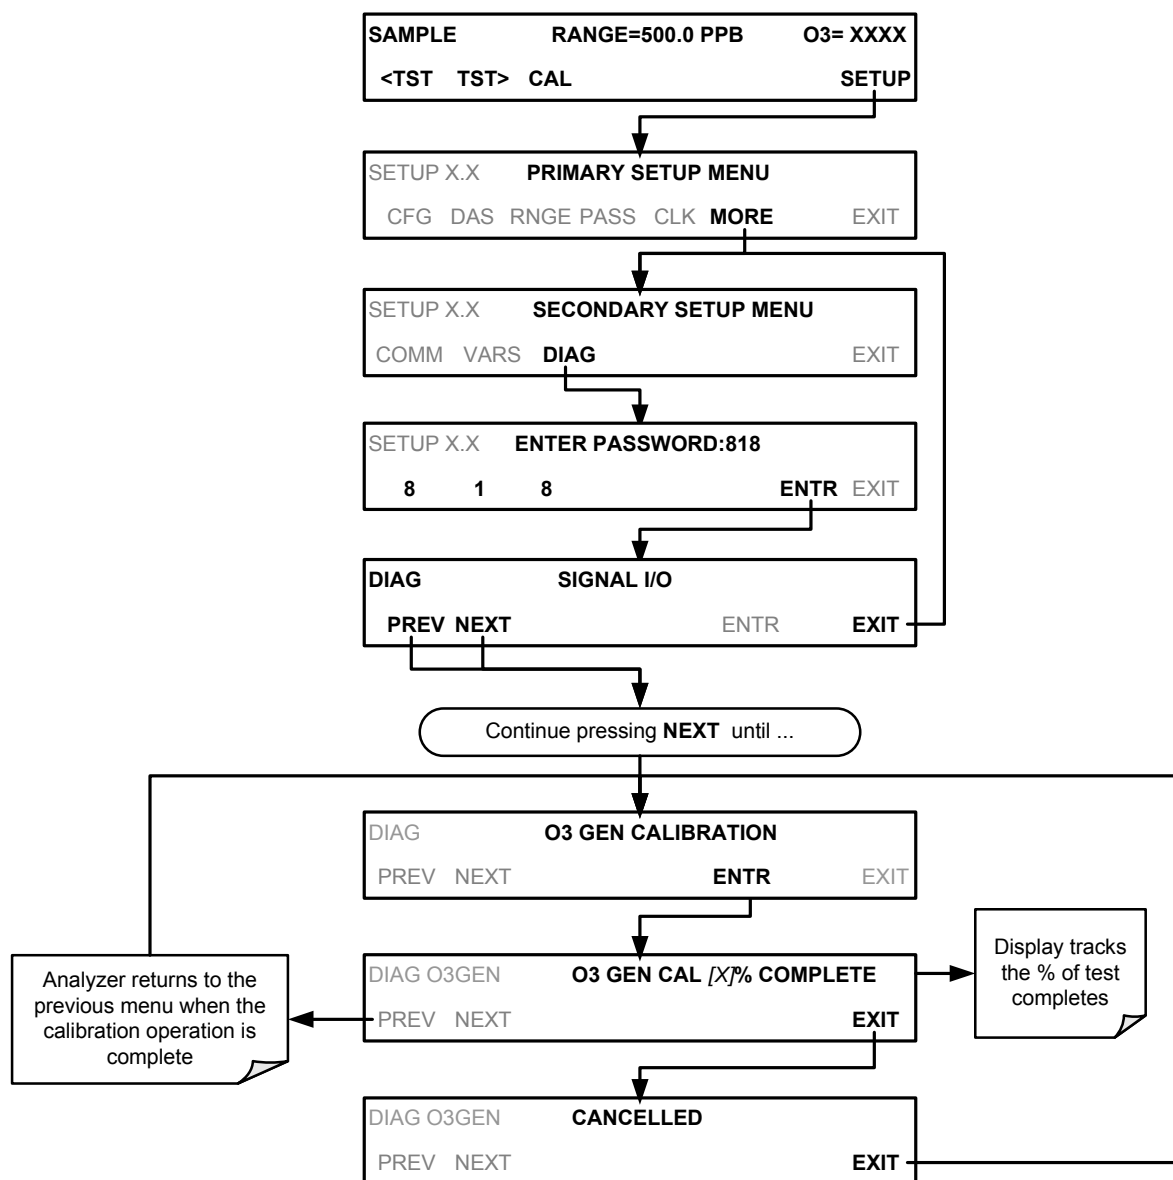 SAMPLE RANGE=500.0 PPB O3= XXXX
<TST TST> CAL SETUP
SETUP X.X PRIMARY SETUP MENU
CFG DAS RNGE PASS CLK MORE EXIT
SETUP X.X SECONDARY SETUP MENU
COMM VARS DIAG EXIT
SETUP X.X ENTER PASSWORD:818
8 1 8 ENTR EXIT
DIAG SIGNAL I/O
PREV NEXT ENTR EXIT
Continue pressing NEXT until ...
DIAG O3 GEN CALIBRATION
PREV NEXT ENTR EXIT
DIAG O3GEN O3 GEN CAL [X]% COMPLETE
PREV NEXT EXIT
Display tracks
the % of test
completes
Analyzer returns to the
previous menu when the
calibration operation is
complete
DIAG O3GEN CANCELLED
PREV NEXT EXIT